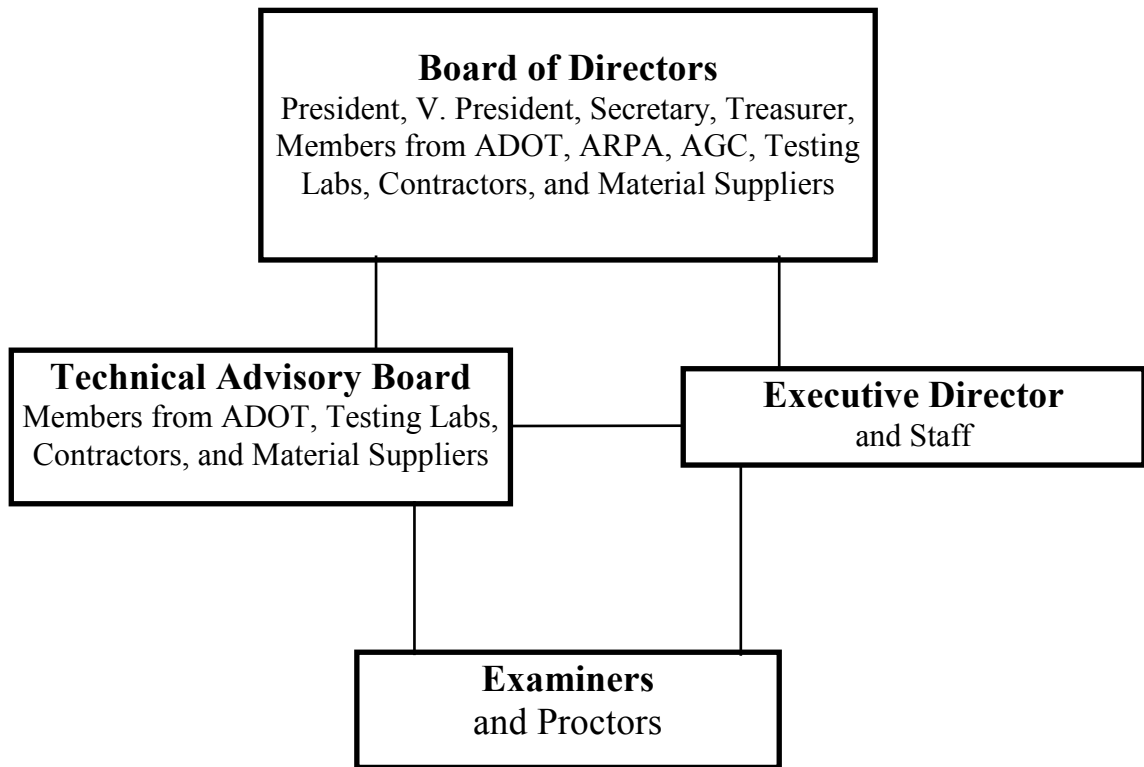 Board of Directors
President, V. President, Secretary, Treasurer,
Members from ADOT, ARPA, AGC, Testing
Labs, Contractors, and Material Suppliers
Technical Advisory Board
Members from ADOT, Testing Labs,
Contractors, and Material Suppliers
Executive Director
and Staff
Examiners
and Proctors